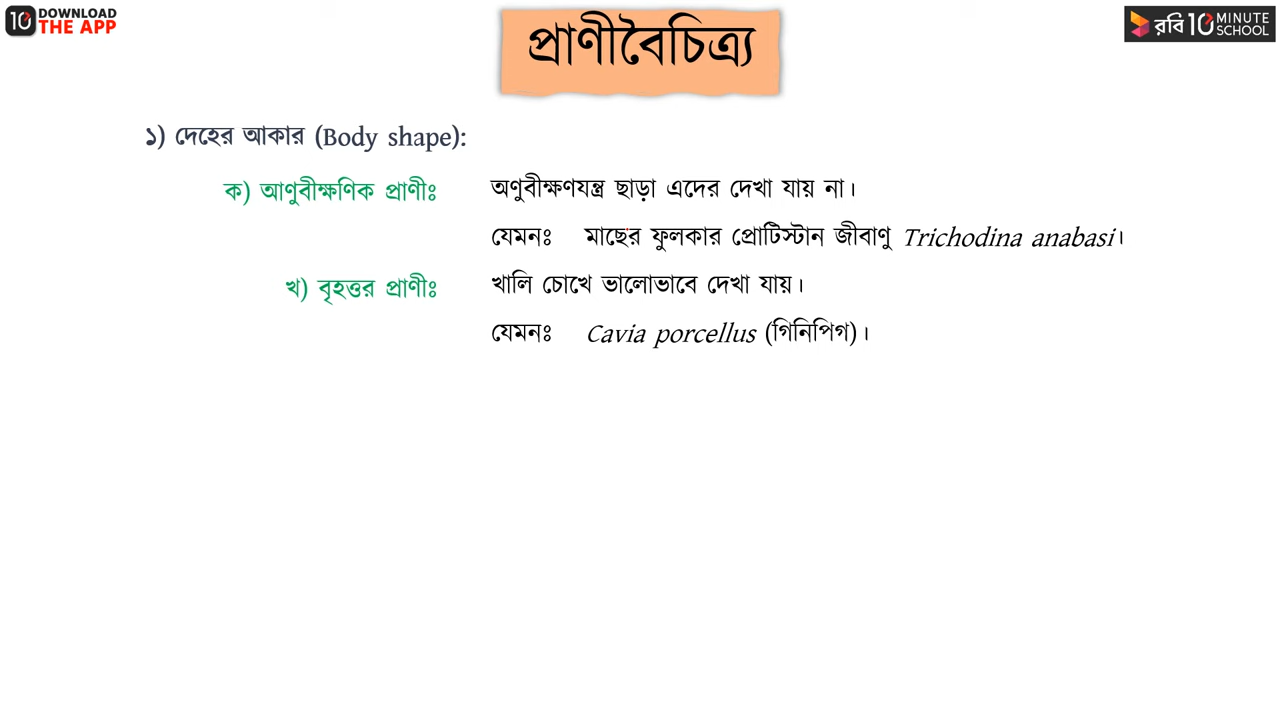 10 DOWNLOAD THE APP
রবি 10 MINUTE SCHOOL
প্রাণীবৈচিত্র্য
১) দেহের আকার (Body shape):
ক) আণুবীক্ষণিক প্রাণীঃ অণুবীক্ষণযন্ত্র ছাড়া এদের দেখা যায় না।
যেমনঃ মাছের ফুলকার প্রোটিস্টান জীবাণু Trichodina anabasi।
খ) বৃহত্তর প্রাণীঃ খালি চোখে ভালোভাবে দেখা যায়।
যেমনঃ Cavia porcellus (গিনিপিগ)।